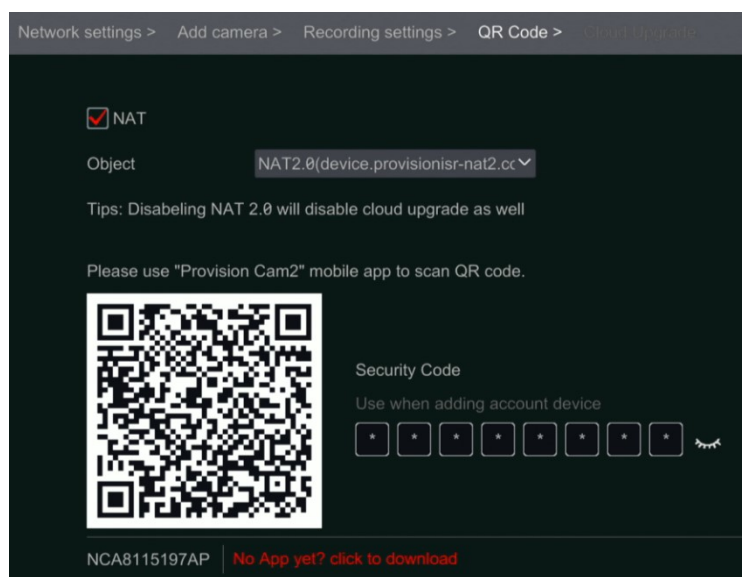 Network settings > Add camera > Recording settings > QR Code > Cloud Upgrade
NAT
Object NAT2.0(device.provisionisr-nat2.cc
Tips: Disabeling NAT 2.0 will disable cloud upgrade as well
Please use "Provision Cam2" mobile app to scan QR code.
Security Code
Use when adding account device
* * * * * * * *
NCA8115197AP No App yet? click to download